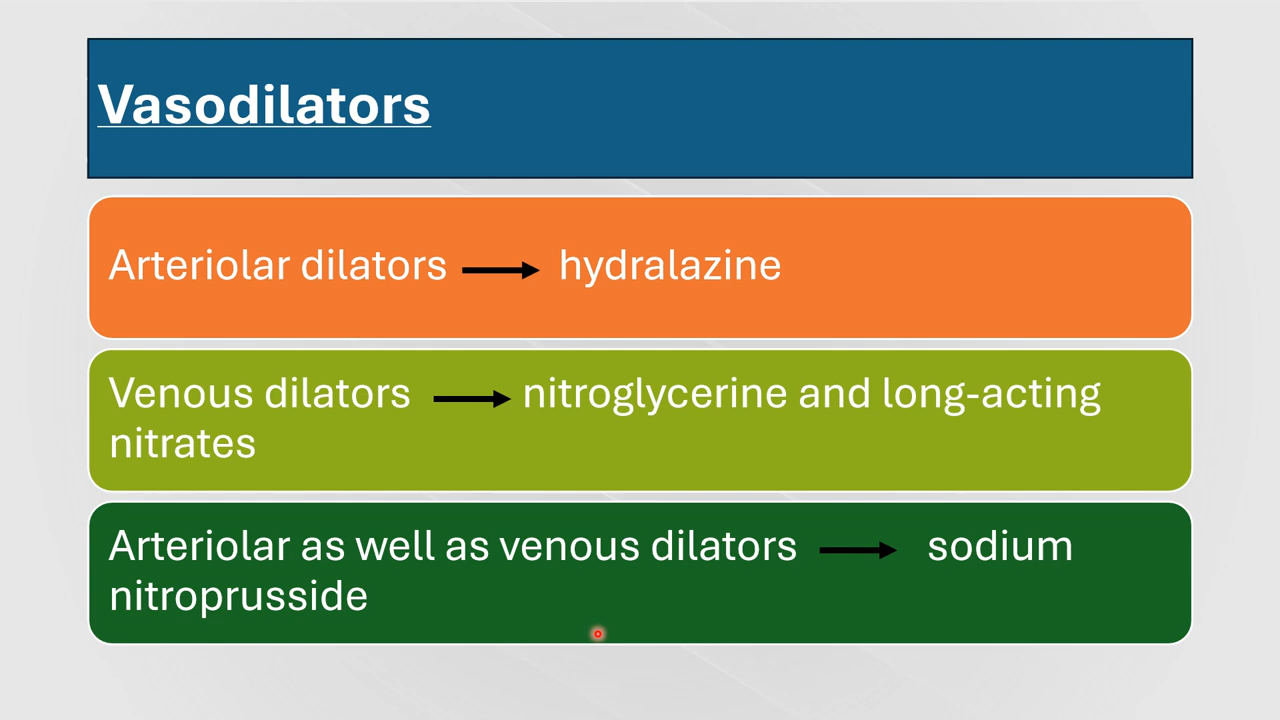 Vasodilators
Arteriolar dilators hydralazine
Venous dilators nitroglycerine and long-acting
nitrates
Arteriolar as well as venous dilators sodium
nitroprusside